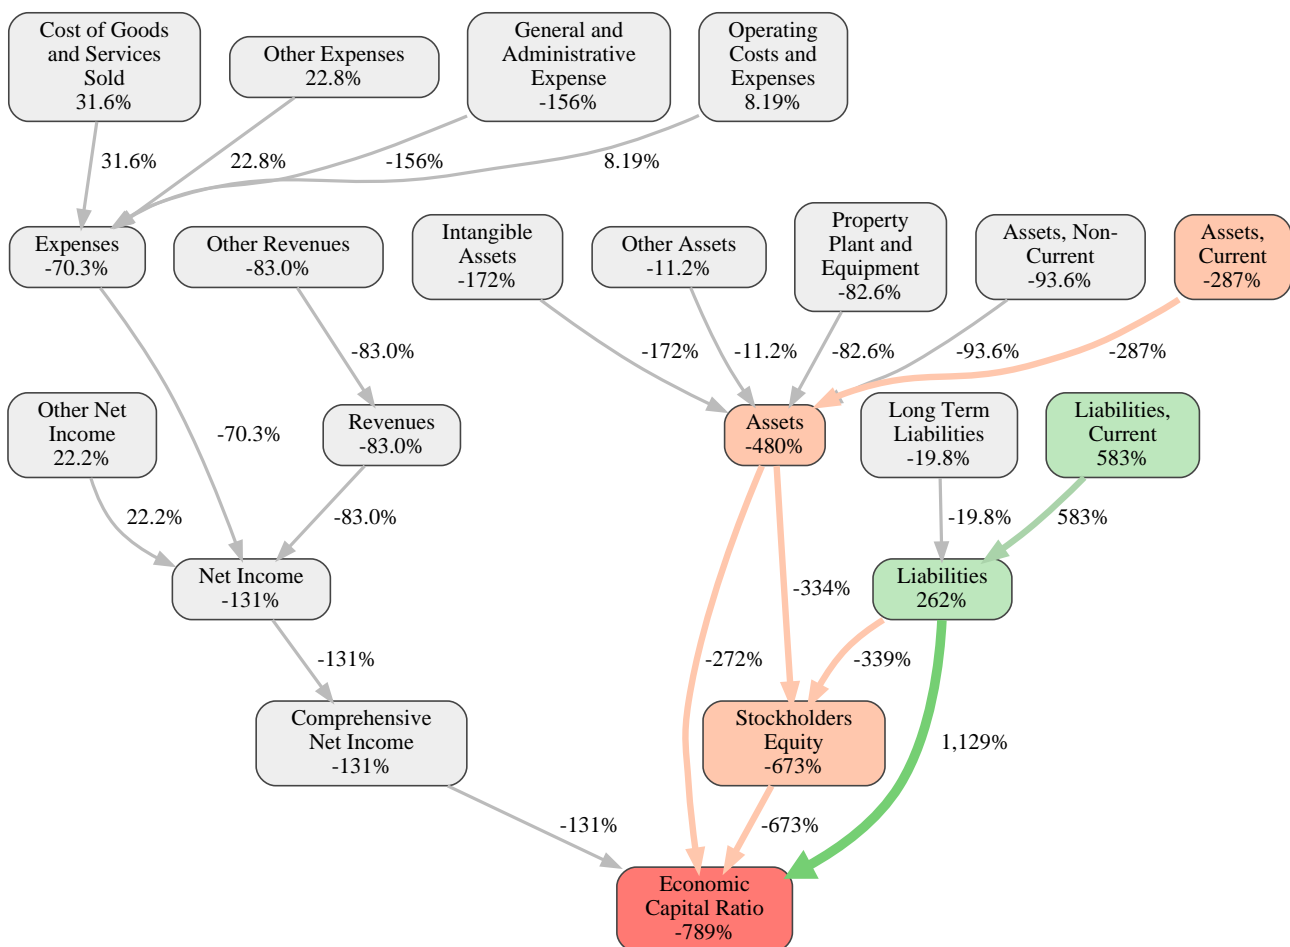 Cost of Goods
and Services
Sold
31.6%
Other Expenses
22.8%
General and
Administrative
Expense
-156%
Operating
Costs and
Expenses
8.19%
31.6%
22.8%
-156%
8.19%
Expenses
-70.3%
Other Revenues
-83.0%
Intangible
Assets
-172%
Other Assets
-11.2%
Property
Plant and
Equipment
-82.6%
Assets, Non-
Current
-93.6%
Assets,
Current
-287%
-83.0%
-172%
-11.2%
-82.6%
-93.6%
-287%
Other Net
Income
22.2%
-70.3%
Revenues
-83.0%
Assets
-480%
Long Term
Liabilities
-19.8%
Liabilities,
Current
583%
22.2%
-83.0%
-19.8%
583%
Net Income
-131%
-334%
Liabilities
262%
-131%
-272%
-339%
Comprehensive
Net Income
-131%
Stockholders
Equity
-673%
1,129%
-131%
-673%
Economic
Capital Ratio
-789%